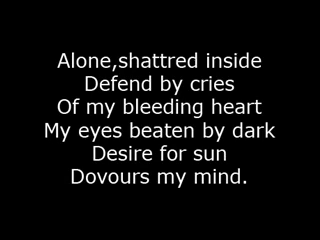 Alone,shattred inside
Defend by cries
Of my bleeding heart
My eyes beaten by dark
Desire for sun
Dovours my mind.